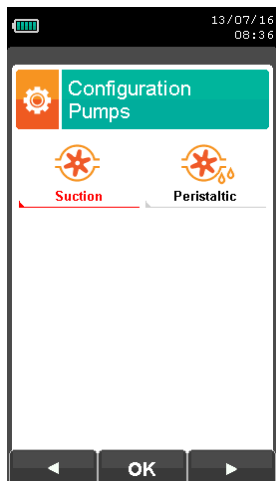 13/07/16
08:36
Configuration
Pumps
Suction
Peristaltic
OK